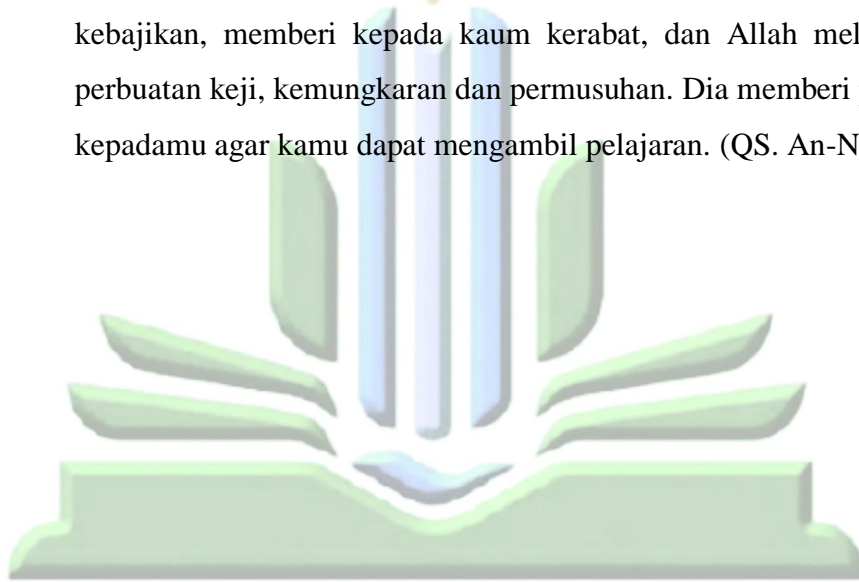 kebajikan, memberi kepada kaum kerabat, dan Allah mel
perbuatan keji, kemungkaran dan permusuhan. Dia memberi
kepadamu agar kamu dapat mengambil pelajaran. (QS. An-N